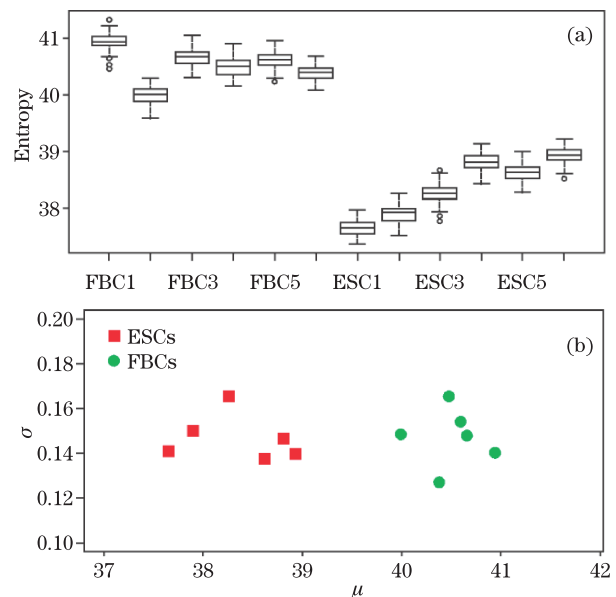 (a)
41
40
39
38
Entropy
FBC1 FBC3 FBC5 ESC1 ESC3 ESC5
(b)
0.20
0.18
0.16
0.14
0.12
0.10
σ
ESCs
FBCs
37 38 39 40 41 42
μ